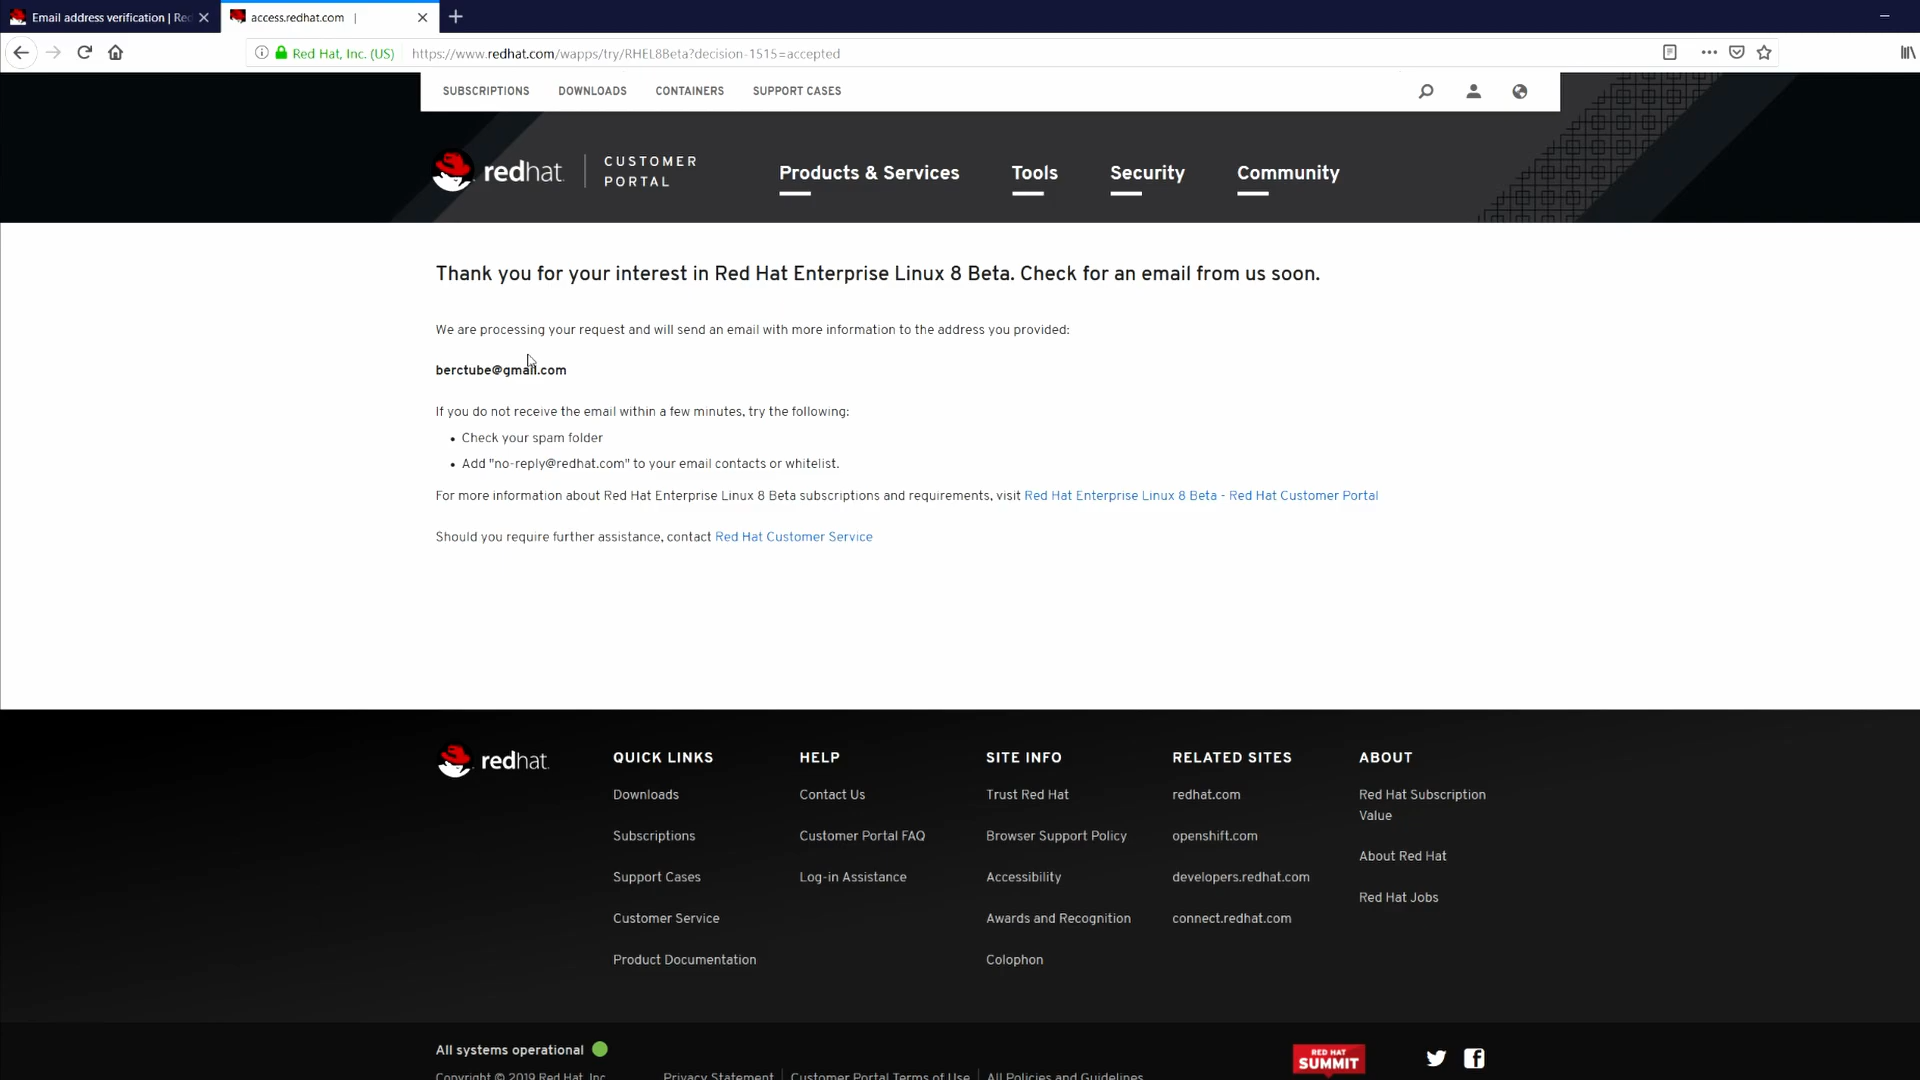 Email address verification | Red
access.redhat.com |
Red Hat, Inc. (US)
https://www.redhat.com/wapps/try/RHEL8Beta?decision-1515=accepted
SUBSCRIPTIONS DOWNLOADS CONTAINERS SUPPORT CASES
redhat. CUSTOMER PORTAL
Products & Services Tools Security Community
Thank you for your interest in Red Hat Enterprise Linux 8 Beta. Check for an email from us soon.
We are processing your request and will send an email with more information to the address you provided:
berctube@gmail.com
If you do not receive the email within a few minutes, try the following:
• Check your spam folder
• Add "no-reply@redhat.com" to your email contacts or whitelist.
For more information about Red Hat Enterprise Linux 8 Beta subscriptions and requirements, visit Red Hat Enterprise Linux 8 Beta - Red Hat Customer Portal
Should you require further assistance, contact Red Hat Customer Service
redhat.
QUICK LINKS
Downloads
Subscriptions
Support Cases
Customer Service
Product Documentation
HELP
Contact Us
Customer Portal FAQ
Log-in Assistance
SITE INFO
Trust Red Hat
Browser Support Policy
Accessibility
Awards and Recognition
Colophon
RELATED SITES
redhat.com
openshift.com
developers.redhat.com
connect.redhat.com
ABOUT
Red Hat Subscription
Value
About Red Hat
Red Hat Jobs
All systems operational
RED HAT
SUMMIT
Copyright © 2019 Red Hat, Inc.
Privacy Statement
Customer Portal Terms of Use
All Policies and Guidelines